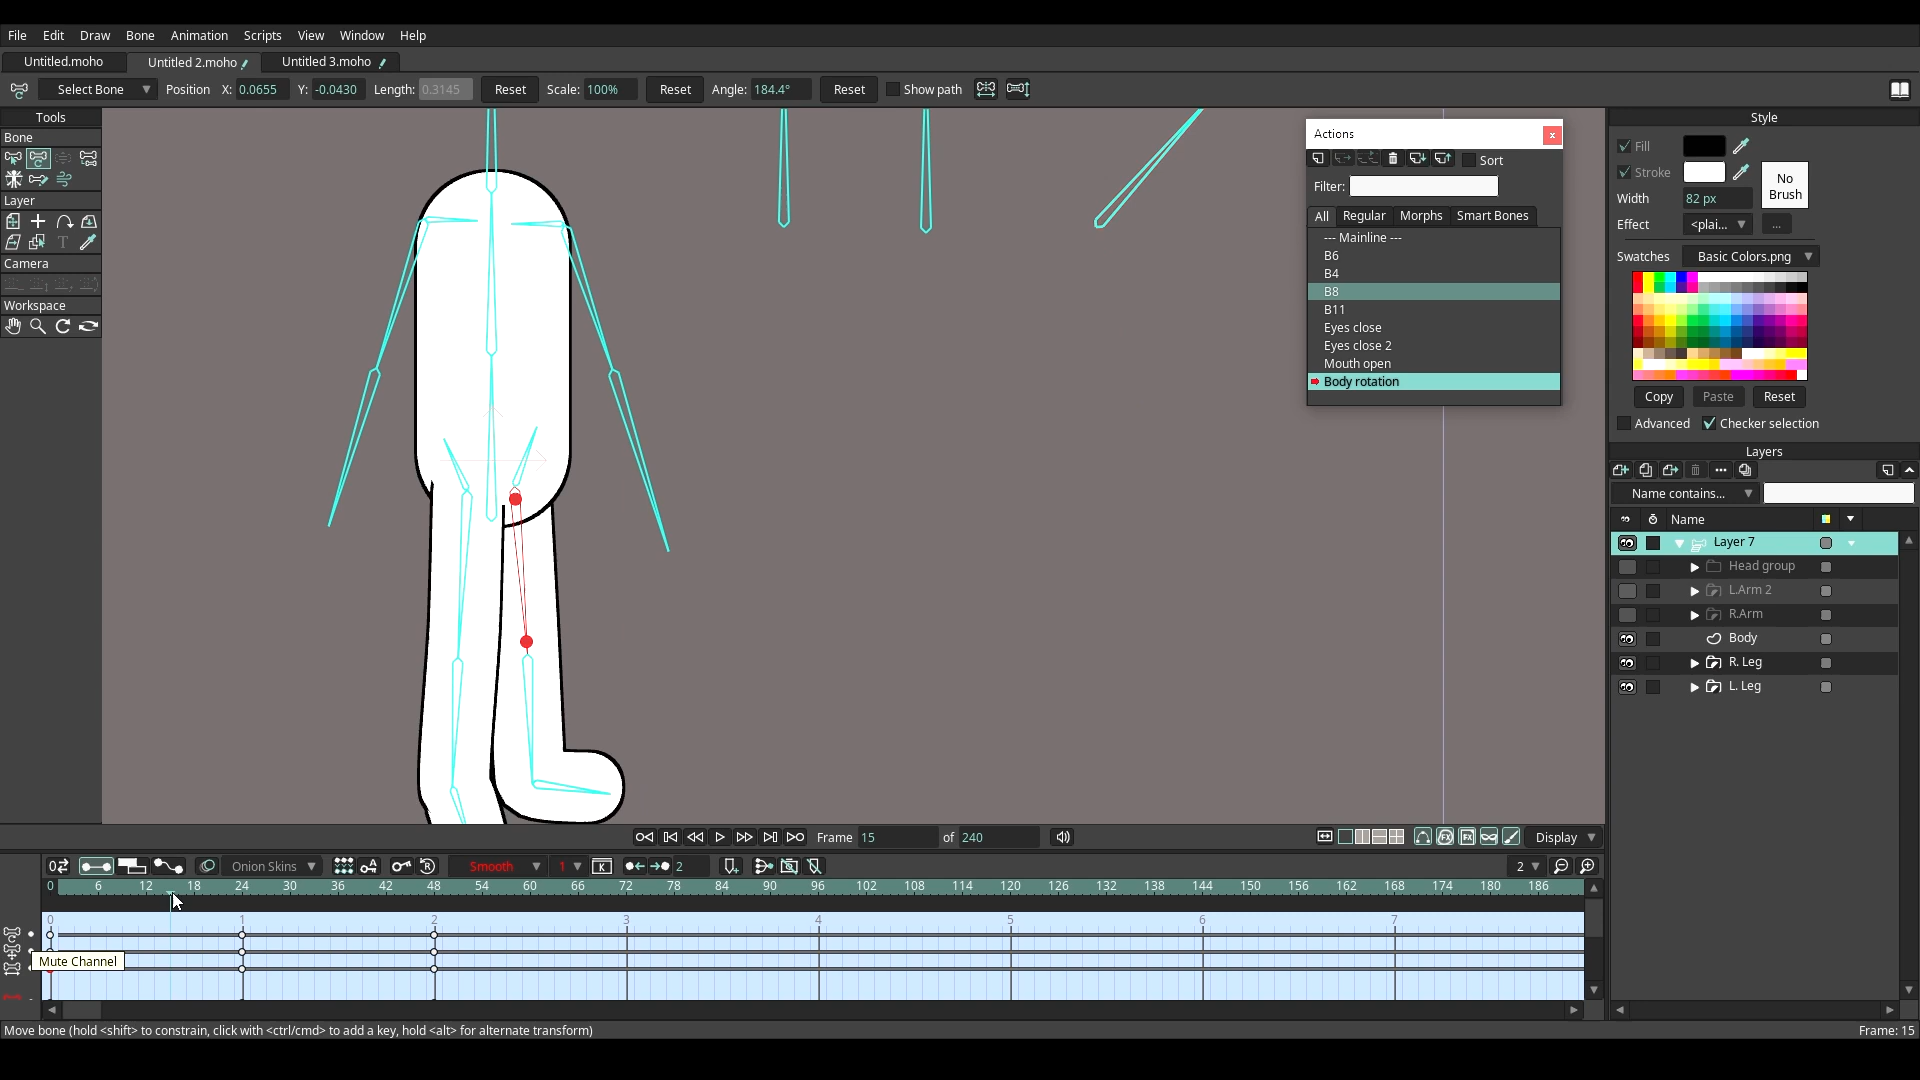 File Edit Draw Bone Animation Scripts View Window Help
Untitled.moho Untitled 2.moho Untitled 3.moho
Select Bone Position X: 0.0655 Y: -0.0430 Length: 0.3145 Reset Scale: 100% Reset Angle: 184.4° Reset Show path
Tools
Bone
Layer
Camera
Workspace
Actions
Sort
Filter:
All Regular Morphs Smart Bones
--- Mainline ---
B6
B4
B8
B11
Eyes close
Eyes close 2
Mouth open
Body rotation
Style
Fill
Stroke
No Brush
Width 82 px
Effect <plai... ...
Swatches Basic Colors.png
Copy Paste Reset
Advanced Checker selection
Layers
Name contains...
Name
Layer 7
Head group
L.Arm 2
R.Arm
Body
R. Leg
L. Leg
Frame 15 of 240 Display
Onion Skins Smooth 1 2 2
0 6 12 18 24 30 36 42 48 54 60 66 72 78 84 90 96 102 108 114 120 126 132 138 144 150 156 162 168 174 180 186
0 1 2 3 4 5 6 7
Mute Channel
Move bone (hold <shift> to constrain, click with <ctrl/cmd> to add a key, hold <alt> for alternate transform) Frame: 15